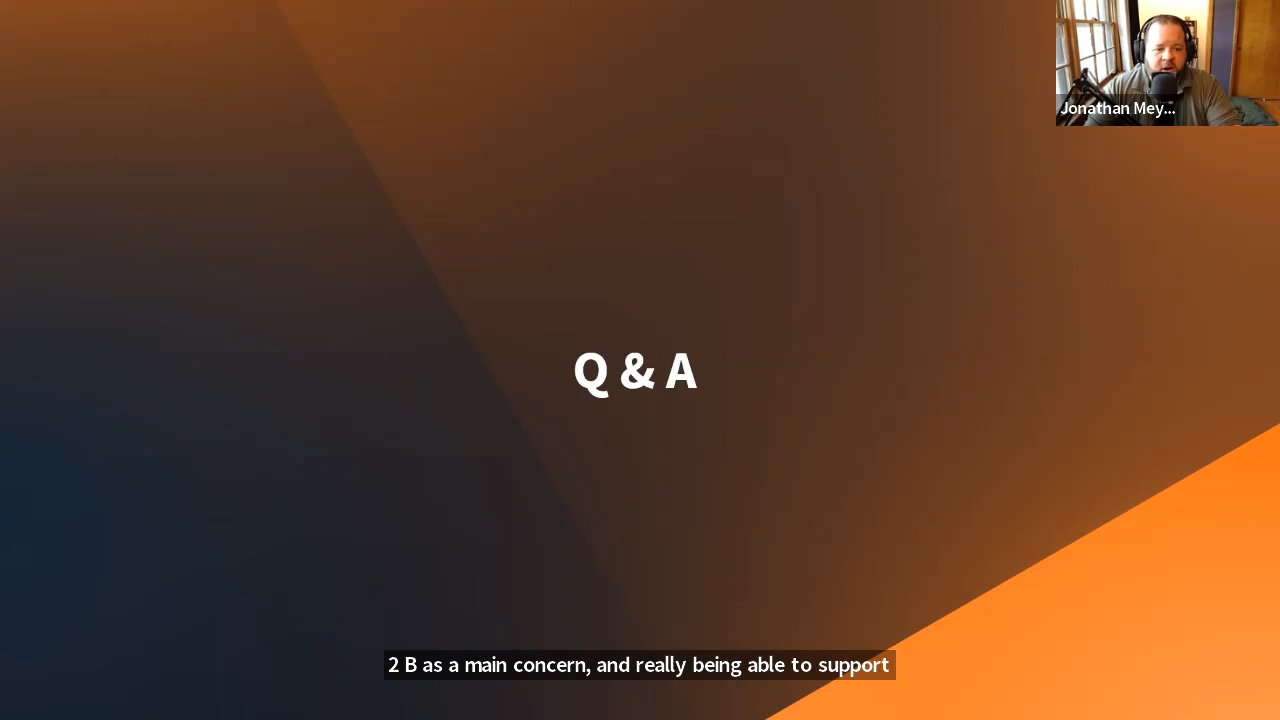 Jonathan Mey...
Q & A
2 B as a main concern, and really being able to support